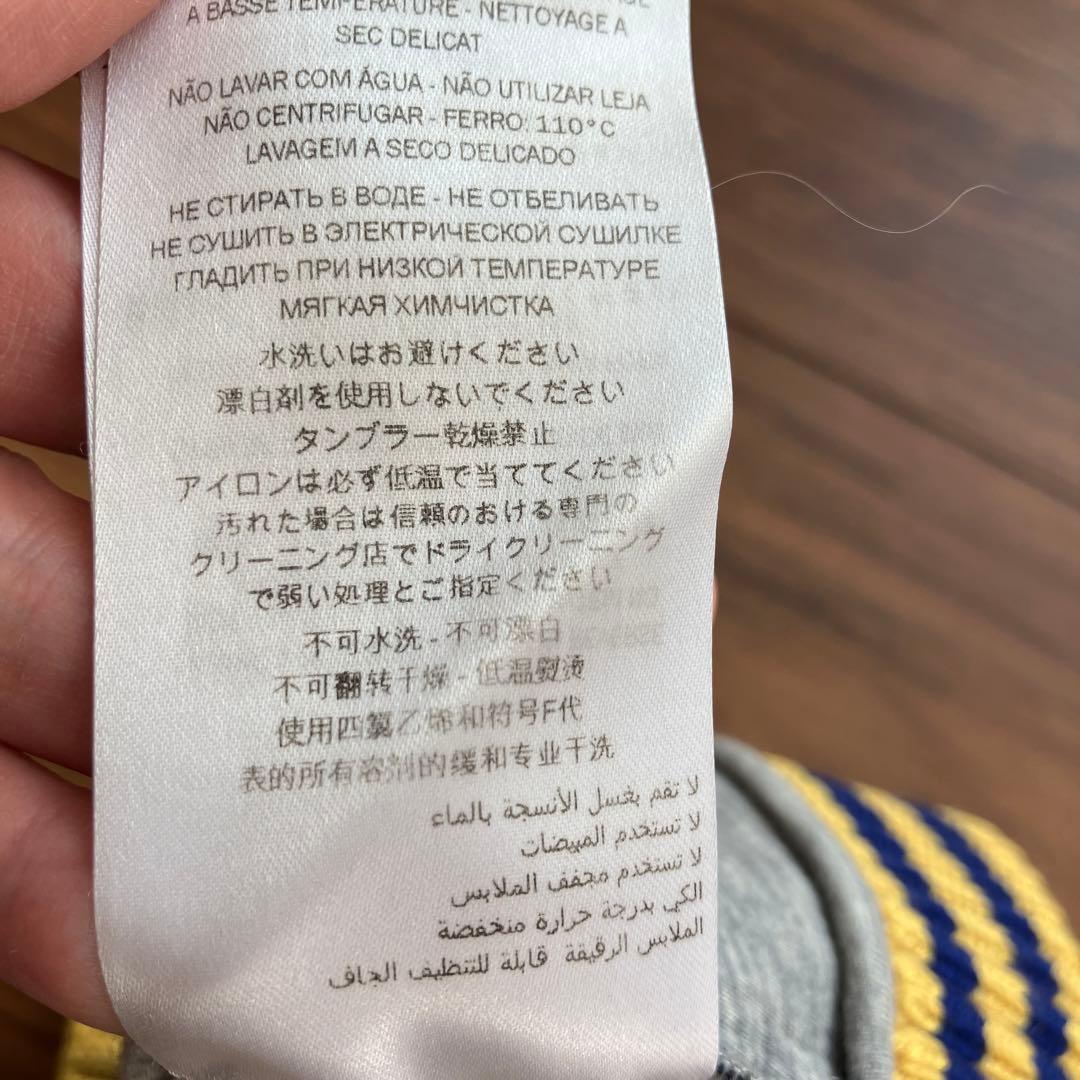 A BASSE TEMPÉRATURE - NETTOYAGE A
SEC DELICAT
NÃO LAVAR COM ÁGUA - NÃO UTILIZAR LEJA
NÃO CENTRIFUGAR - FERRO: 110°C
LAVAGEM A SECO DELICADO
НЕ СТИРАТЬ В ВОДЕ - НЕ ОТБЕЛИВАТЬ
НЕ СУШИТЬ В ЭЛЕКТРИЧЕСКОЙ СУШИЛКЕ
ГЛАДИТЬ ПРИ НИЗКОЙ ТЕМПЕРАТУРЕ
МЯГКАЯ ХИМЧИСТКА
水洗いはお避けください
漂白剤を使用しないでください
タンブラー乾燥禁止
アイロンは必ず低温で当ててください
汚れた場合は信頼のおける専門の
クリーニング店でドライクリーニング
で弱い処理とご指定ください
不可水洗 - 不可漂白
不可翻转干燥 - 低温熨烫
使用四氯乙烯和符号F代
表的所有溶剂的缓和专业干洗
لا تقم بغسل الأنسجة بالماء
لا تستخدم المبيضات
لا تستخدم مجفف الملابس
الكي بدرجة حرارة منخفضة
الملابس الرقيقة قابلة للتنظيف الجاف